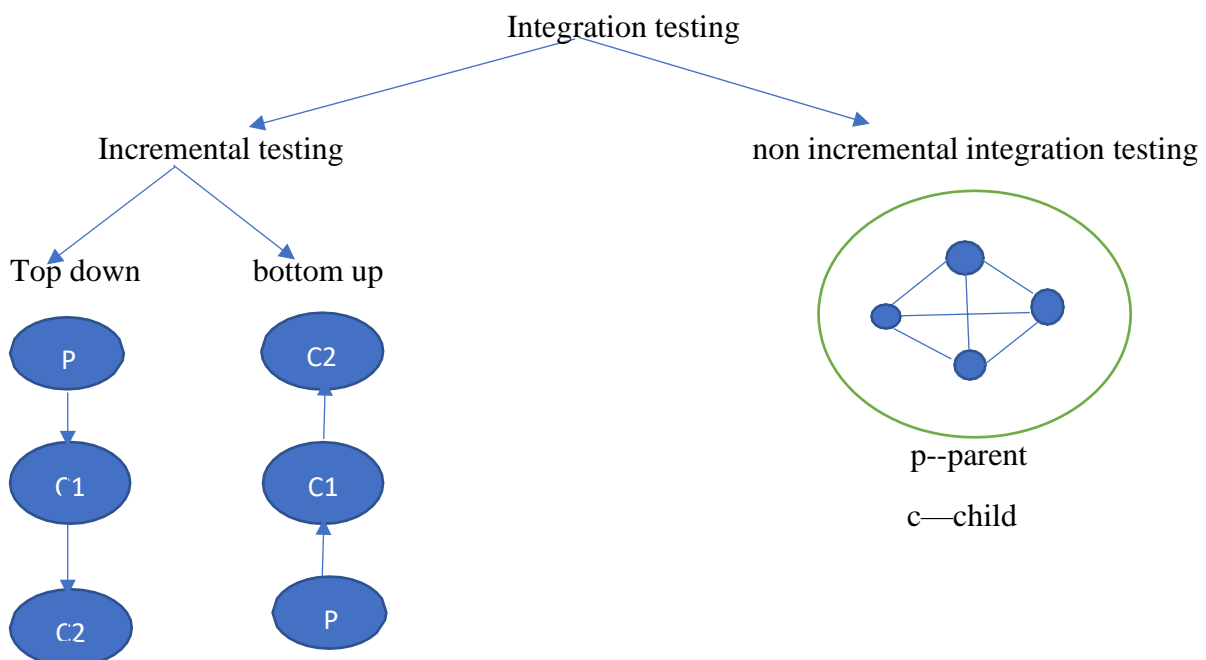 Integration testing
Incremental testing
non incremental integration testing
Top down
bottom up
P
C2
C1
C1
C2
P
p--parent
c—child